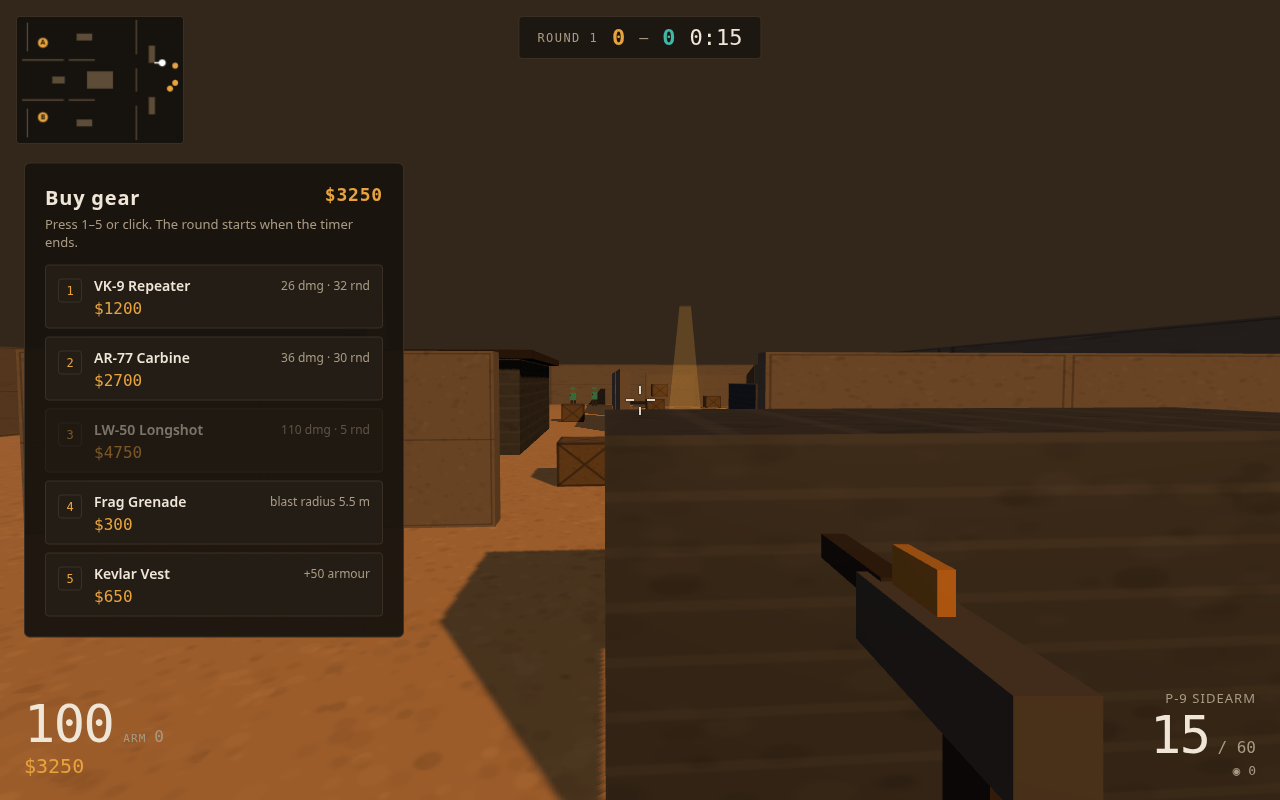 A
B
ROUND 1 0 – 0 0:15
Buy gear $3250
Press 1–5 or click. The round starts when the timer
ends.
1 VK-9 Repeater 26 dmg · 32 rnd
$1200
2 AR-77 Carbine 36 dmg · 30 rnd
$2700
3 LW-50 Longshot 110 dmg · 5 rnd
$4750
4 Frag Grenade blast radius 5.5 m
$300
5 Kevlar Vest +50 armour
$650
100 ARM 0
$3250
P-9 SIDEARM
15 / 60
◉ 0